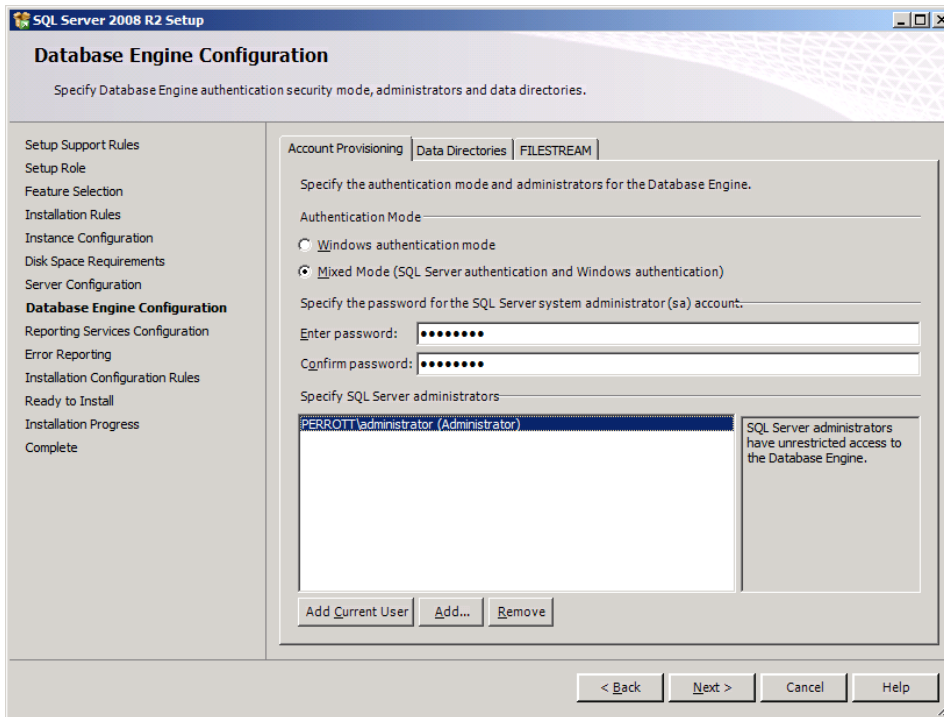 SQL Server 2008 R2 Setup
Database Engine Configuration
Specify Database Engine authentication security mode, administrators and data directories.
Setup Support Rules
Setup Role
Feature Selection
Installation Rules
Instance Configuration
Disk Space Requirements
Server Configuration
Database Engine Configuration
Reporting Services Configuration
Error Reporting
Installation Configuration Rules
Ready to Install
Installation Progress
Complete
Account Provisioning Data Directories FILESTREAM
Specify the authentication mode and administrators for the Database Engine.
Authentication Mode
Windows authentication mode
Mixed Mode (SQL Server authentication and Windows authentication)
Specify the password for the SQL Server system administrator (sa) account.
Enter password: ●●●●●●●●
Confirm password: ●●●●●●●●
Specify SQL Server administrators
PERROTT\administrator (Administrator)
SQL Server administrators
have unrestricted access to
the Database Engine.
Add Current User Add... Remove
< Back Next > Cancel Help